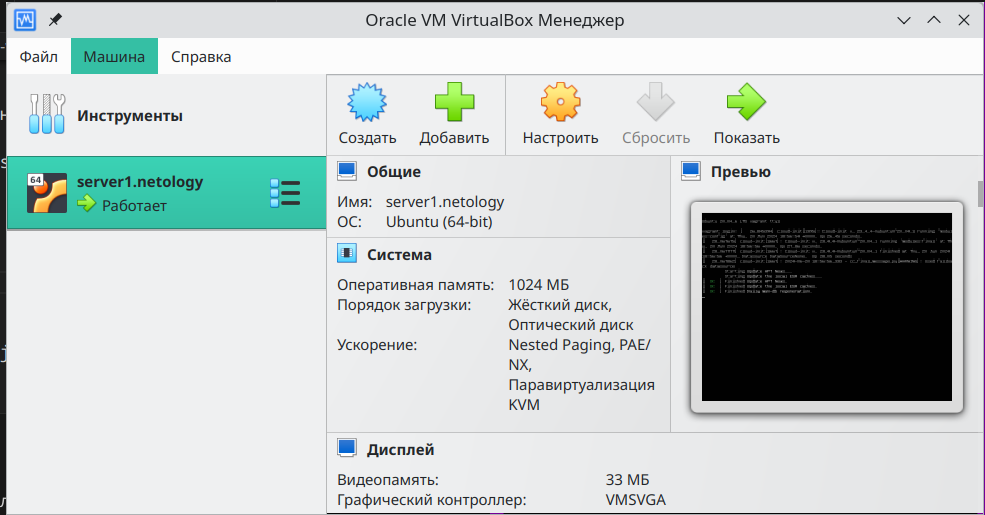 Oracle VM VirtualBox Менеджер
Файл Машина Справка
Инструменты
64
server1.netology
Работает
Создать Добавить Настроить Сбросить Показать
Общие
Имя: server1.netology
ОС: Ubuntu (64-bit)
Система
Оперативная память: 1024 МБ
Порядок загрузки: Жёсткий диск,
Оптический диск
Ускорение: Nested Paging, PAE/
NX,
Паравиртуализация
KVM
Превью
Дисплей
Видеопамять: 33 МБ
Графический контроллер: VMSVGA